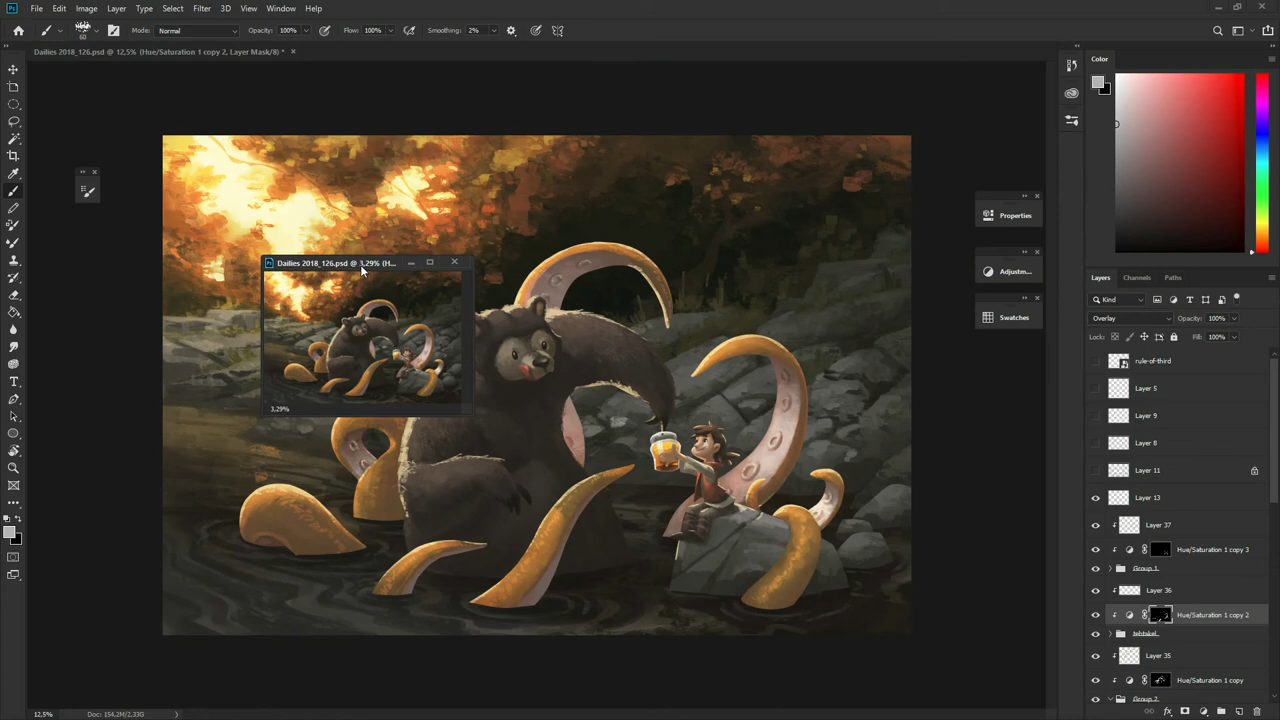 Ps File Edit Image Layer Type Select Filter 3D View Window Help
60 Mode: Normal Opacity: 100% Flow: 100% Smoothing: 2%
Dailies 2018_126.psd @ 12,5% (Hue/Saturation 1 copy 2, Layer Mask/8) * ×
Color
Properties
Ps Dailies 2018_126.psd @ 3,29% (H...
Adjustm...
Swatches
3,29%
Layers Channels Paths
Kind
Overlay Opacity: 100%
Lock: Fill: 100%
rule-of-third
Layer 5
Layer 9
Layer 8
Layer 11
Layer 13
Layer 37
Hue/Saturation 1 copy 3
Group 1
Layer 36
Hue/Saturation 1 copy 2
Layer 35
Hue/Saturation 1 copy
Group 2
12,5% Doc: 154,2M/2,33G